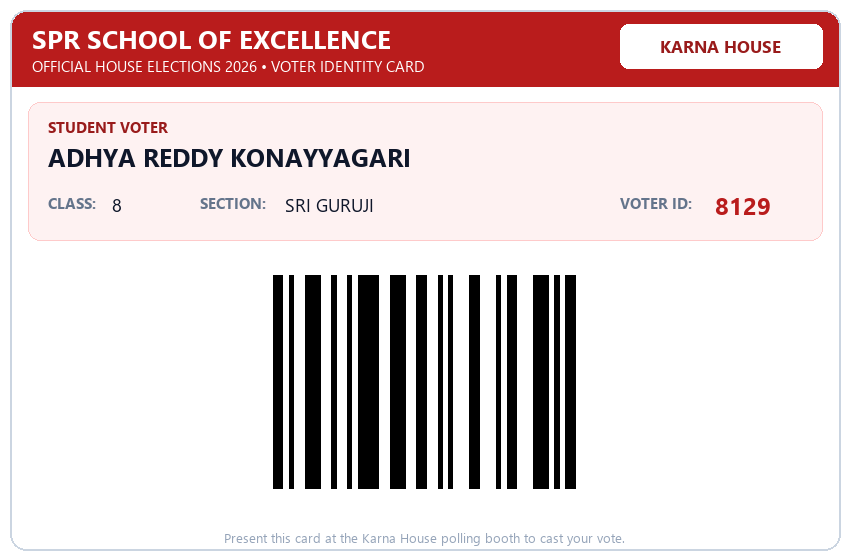 SPR SCHOOL OF EXCELLENCE
OFFICIAL HOUSE ELECTIONS 2026 • VOTER IDENTITY CARD
KARNA HOUSE
STUDENT VOTER
ADHYA REDDY KONAYYAGARI
CLASS: 8 SECTION: SRI GURUJI VOTER ID: 8129
Present this card at the Karna House polling booth to cast your vote.